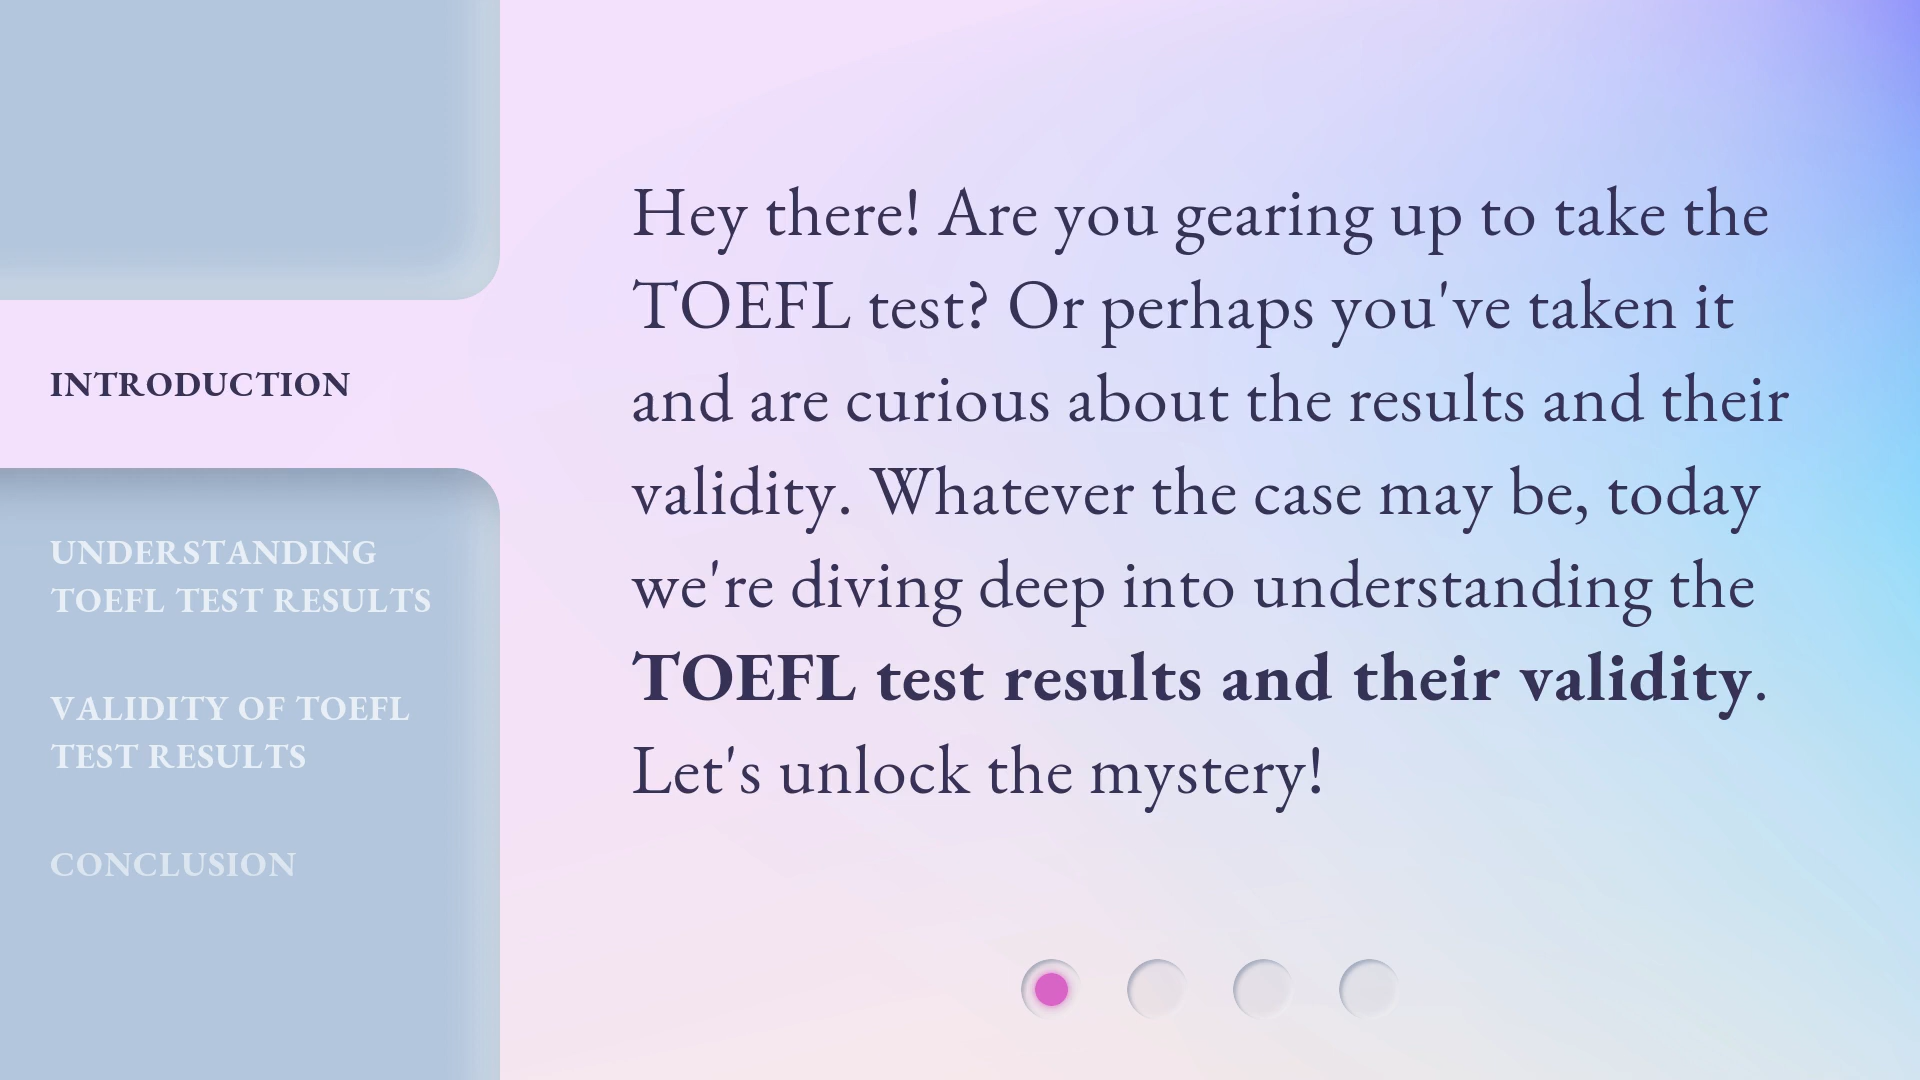 INTRODUCTION
UNDERSTANDING
TOEFL TEST RESULTS
VALIDITY OF TOEFL
TEST RESULTS
CONCLUSION
Hey there! Are you gearing up to take the
TOEFL test? Or perhaps you've taken it
and are curious about the results and their
validity. Whatever the case may be, today
we're diving deep into understanding the
TOEFL test results and their validity.
Let's unlock the mystery!